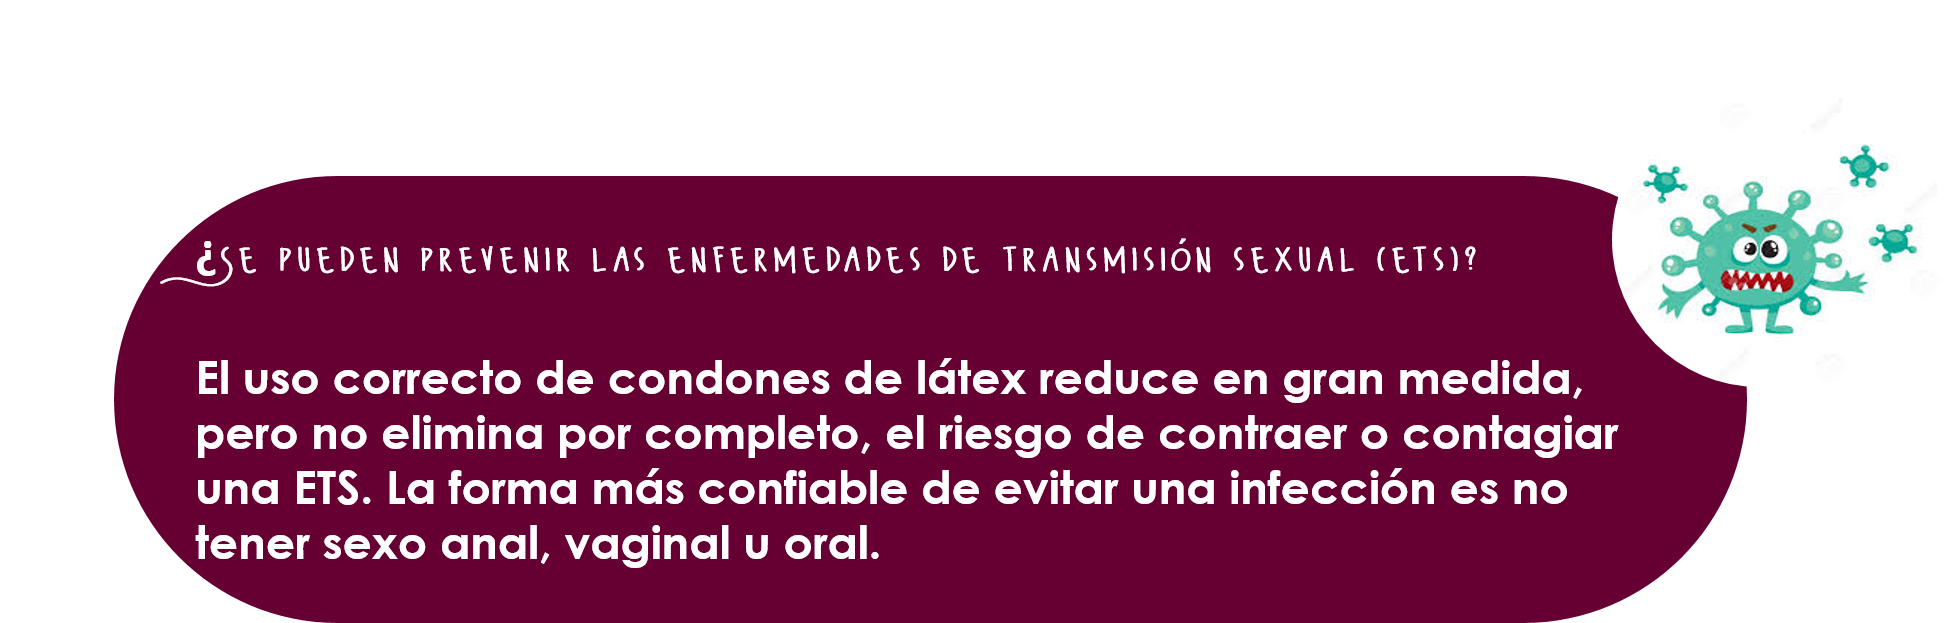 ¿SE PUEDEN PREVENIR LAS ENFERMEDADES DE TRANSMISIÓN SEXUAL (ETS)?
El uso correcto de condones de látex reduce en gran medida,
pero no elimina por completo, el riesgo de contraer o contagiar
una ETS. La forma más confiable de evitar una infección es no
tener sexo anal, vaginal u oral.